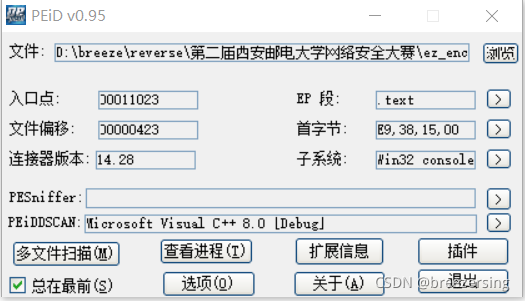 PEiD v0.95
文件: D:\breeze\reverse\第二届西安邮电大学网络安全大赛\ez_enc 浏览
入口点: 00011023 EP 段: .text >
文件偏移: 00000423 首字节: E9,38,15,00 >
连接器版本: 14.28 子系统: Win32 console >
PESniffer: >
PEiDDSCAN: Microsoft Visual C++ 8.0 [Debug] >
多文件扫描(M) 查看进程(T) 扩展信息 插件
总在最前(S) 选项(O) 关于(A) 退出
CSDN @breezersing